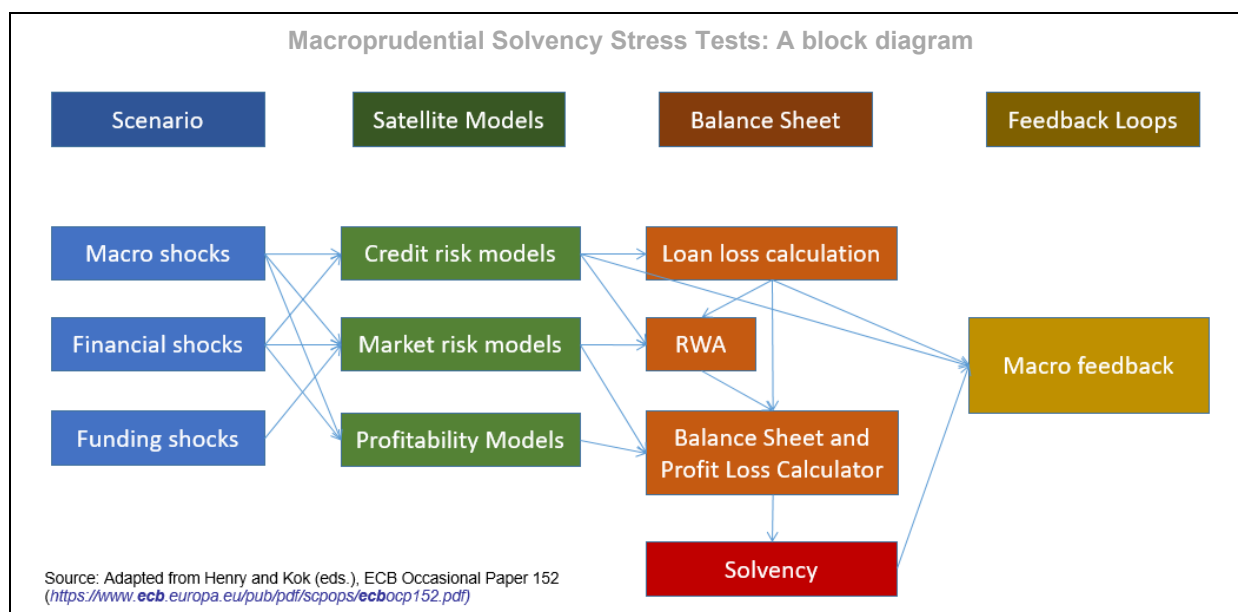 Macroprudential Solvency Stress Tests: A block diagram
Scenario
Satellite Models
Balance Sheet
Feedback Loops
Macro shocks
Credit risk models
Loan loss calculation
Financial shocks
Market risk models
RWA
Macro feedback
Funding shocks
Profitability Models
Balance Sheet and
Profit Loss Calculator
Solvency
Source: Adapted from Henry and Kok (eds.), ECB Occasional Paper 152
(https://www.ecb.europa.eu/pub/pdf/scpops/ecbocp152.pdf)